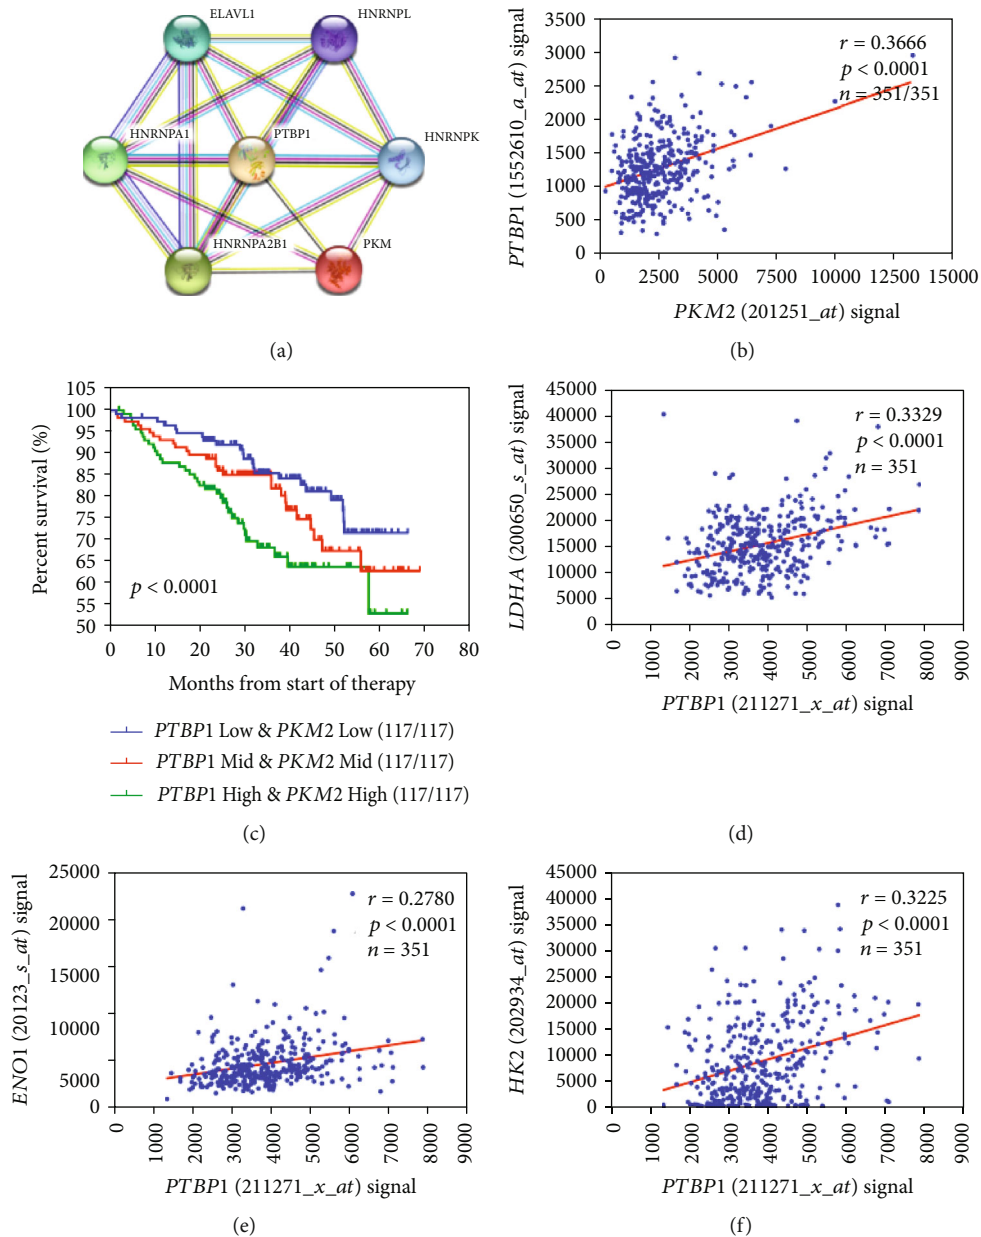 ELAVL1
HNRNPL
HNRNPA1
PTBP1
HNRNPK
HNRNPA2B1
PKM
(a)
PTBP1 (1552610_a_at) signal
3500
3000
2500
2000
1500
1000
500
0
r = 0.3666
p < 0.0001
n = 351/351
0 2500 5000 7500 10000 12500 15000
PKM2 (201251_at) signal
(b)
Percent survival (%)
105
100
95
90
85
80
75
70
65
60
55
50
p < 0.0001
0 10 20 30 40 50 60 70 80
Months from start of therapy
PTBP1 Low & PKM2 Low (117/117)
PTBP1 Mid & PKM2 Mid (117/117)
PTBP1 High & PKM2 High (117/117)
(c)
LDHA (200650_s_at) signal
45000
40000
35000
30000
25000
20000
15000
10000
5000
0
r = 0.3329
p < 0.0001
n = 351
0 1000 2000 3000 4000 5000 6000 7000 8000 9000
PTBP1 (211271_x_at) signal
(d)
ENO1 (20123_s_at) signal
25000
20000
15000
10000
5000
0
r = 0.2780
p < 0.0001
n = 351
0 1000 2000 3000 4000 5000 6000 7000 8000 9000
PTBP1 (211271_x_at) signal
(e)
HK2 (202934_at) signal
45000
40000
35000
30000
25000
20000
15000
10000
5000
0
r = 0.3225
p < 0.0001
n = 351
0 1000 2000 3000 4000 5000 6000 7000 8000 9000
PTBP1 (211271_x_at) signal
(f)